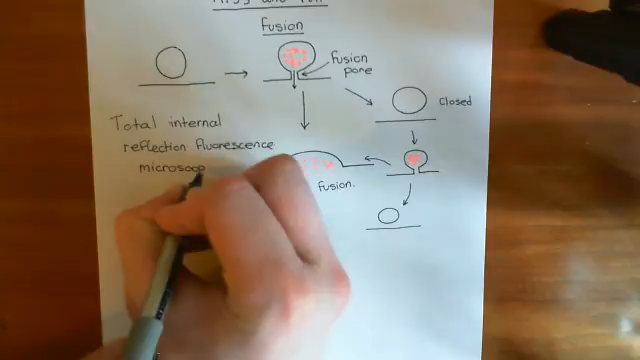 Fusion
Fusion
pore
closed
Total internal
reflection fluorescence
microscop
fusion.